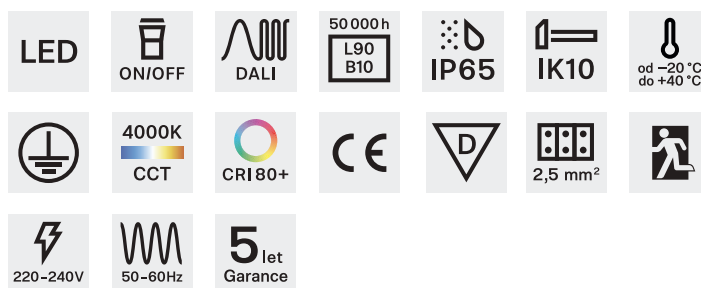 LED
ON/OFF
DALI
50 000 h
L90
B10
IP65
IK10
od –20 °C
do +40 °C
4000K
CCT
CRI 80+
CE
D
2,5 mm²
220–240V
50–60Hz
5 let
Garance